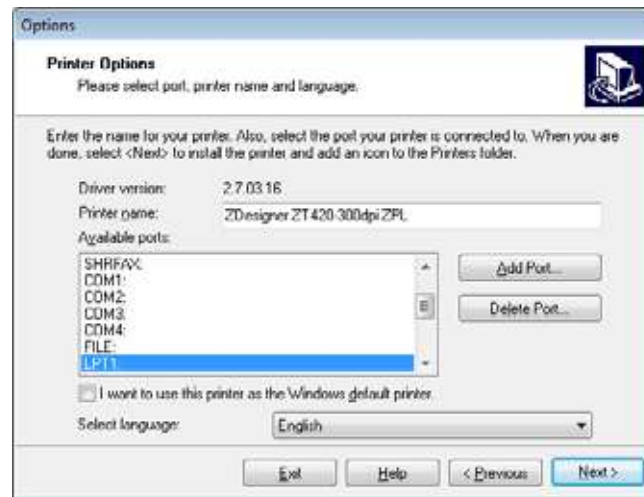 Options
Printer Options
Please select port, printer name and language.
Enter the name for your printer. Also, select the port your printer is connected to. When you are
done, select <Next> to install the printer and add an icon to the Printers folder.
Driver version: 2.7.03.16
Printer name: ZDesigner ZT420-300dpi ZPL
Available ports:
SHRFAX:
COM1:
COM2:
COM3:
COM4:
FILE:
LPT1:
Add Port...
Delete Port...
I want to use this printer as the Windows default printer.
Select language: English
Exit Help < Previous Next >